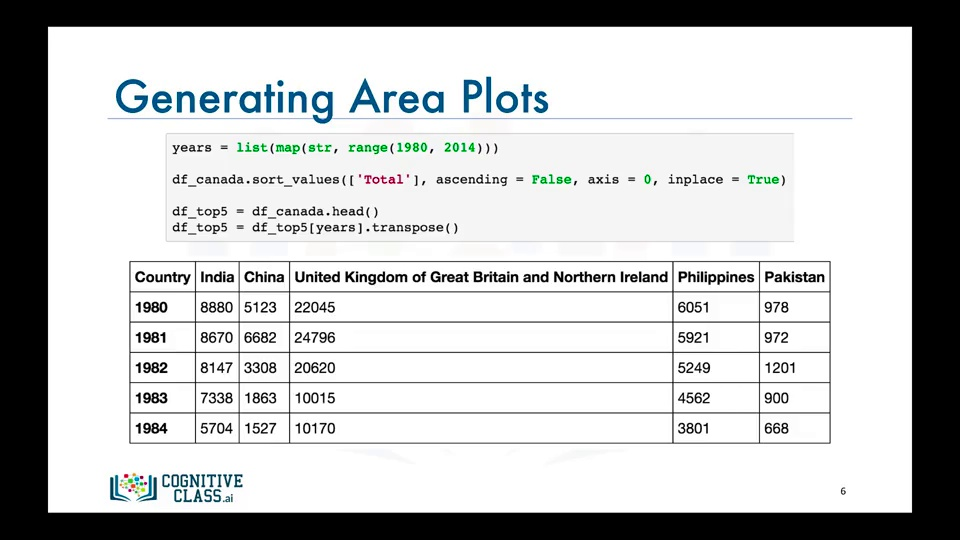 Generating Area Plots
years = list(map(str, range(1980, 2014)))
df_canada.sort_values(['Total'], ascending = False, axis = 0, inplace = True)
df_top5 = df_canada.head()
df_top5 = df_top5[years].transpose()
Country India China United Kingdom of Great Britain and Northern Ireland Philippines Pakistan
1980 8880 5123 22045 6051 978
1981 8670 6682 24796 5921 972
1982 8147 3308 20620 5249 1201
1983 7338 1863 10015 4562 900
1984 5704 1527 10170 3801 668
COGNITIVE
CLASS.ai
6